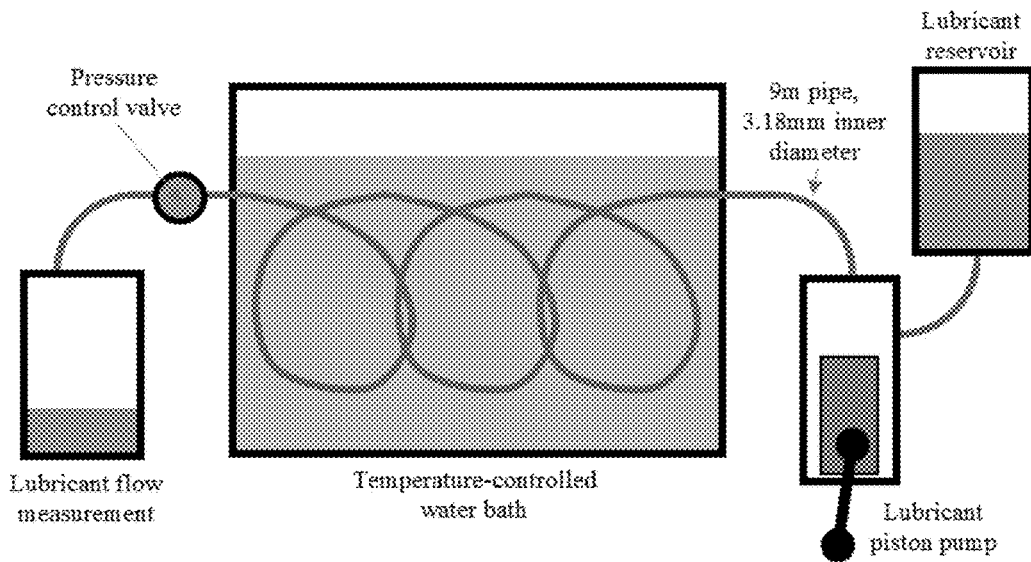 Lubricant
reservoir
Pressure
control valve
9m pipe,
3.18mm inner
diameter
Lubricant flow
measurement
Temperature-controlled
water bath
Lubricant
piston pump